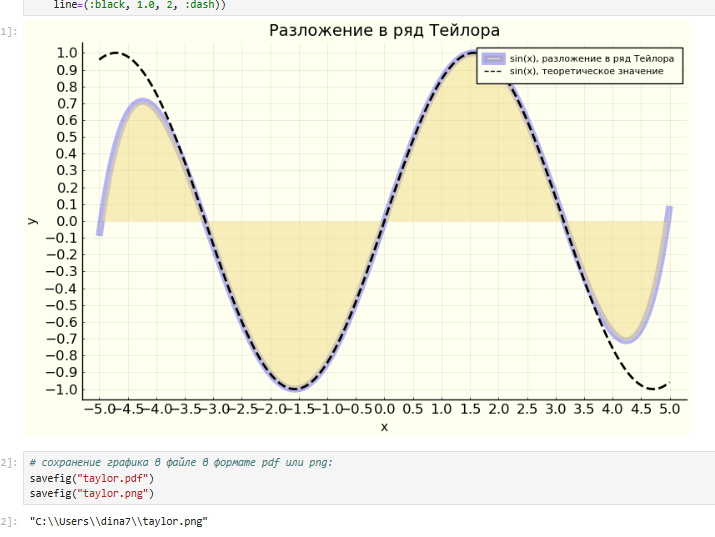 line=(:black, 1.0, 2, :dash))
1]:
Разложение в ряд Тейлора
sin(x), разложение в ряд Тейлора
sin(x), теоретическое значение
1.0
0.9
0.8
0.7
0.6
0.5
0.4
0.3
0.2
0.1
0.0
−0.1
−0.2
−0.3
−0.4
−0.5
−0.6
−0.7
−0.8
−0.9
−1.0
y
−5.0 −4.5 −4.0 −3.5 −3.0 −2.5 −2.0 −1.5 −1.0 −0.5 0.0 0.5 1.0 1.5 2.0 2.5 3.0 3.5 4.0 4.5 5.0
x
2]: # сохранение графика в файле в формате pdf или png:
savefig("taylor.pdf")
savefig("taylor.png")
2]: "C:\\Users\\dina7\\taylor.png"